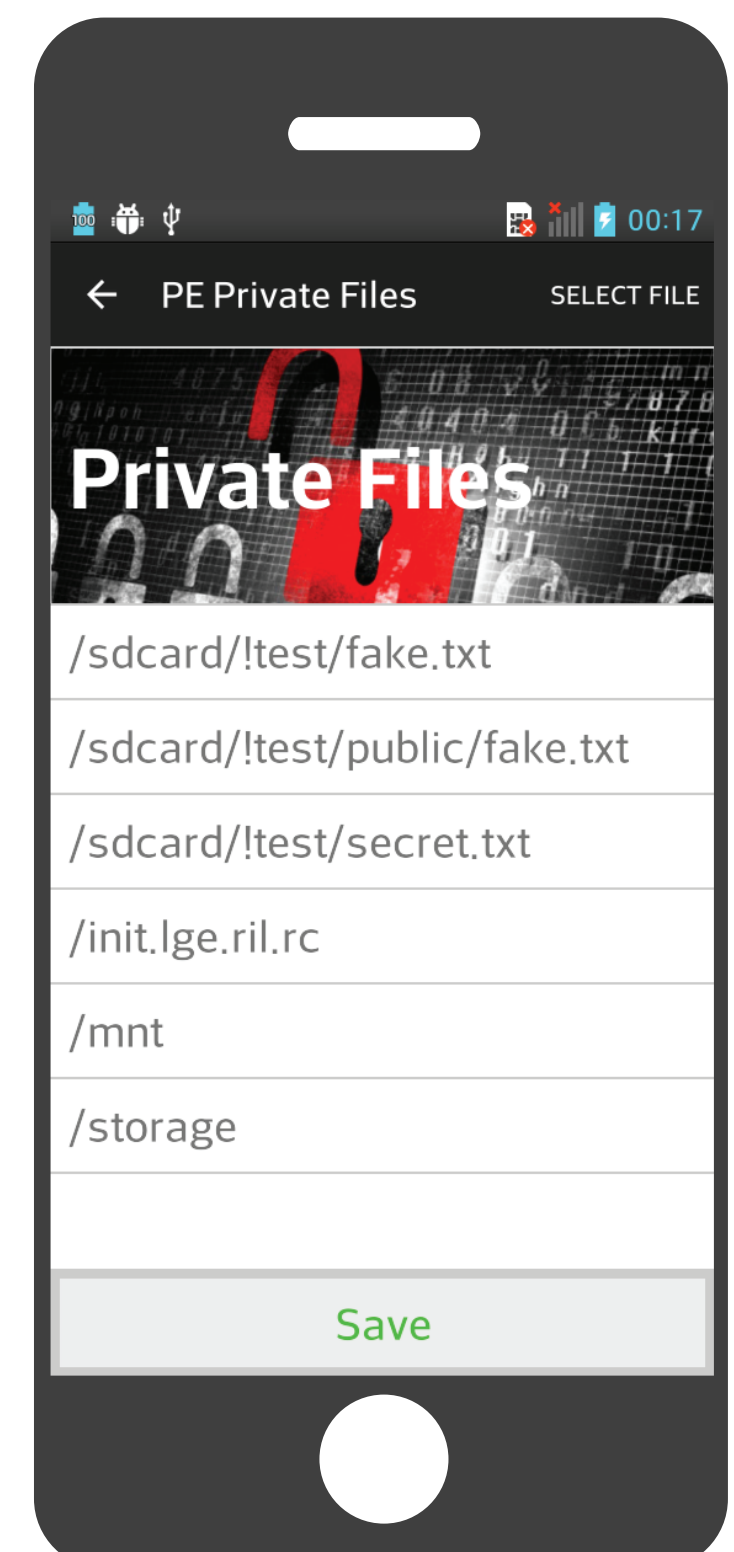 100
00:17
PE Private Files
SELECT FILE
Private Files
/sdcard/!test/fake.txt
/sdcard/!test/public/fake.txt
/sdcard/!test/secret.txt
/init.lge.ril.rc
/mnt
/storage
Save